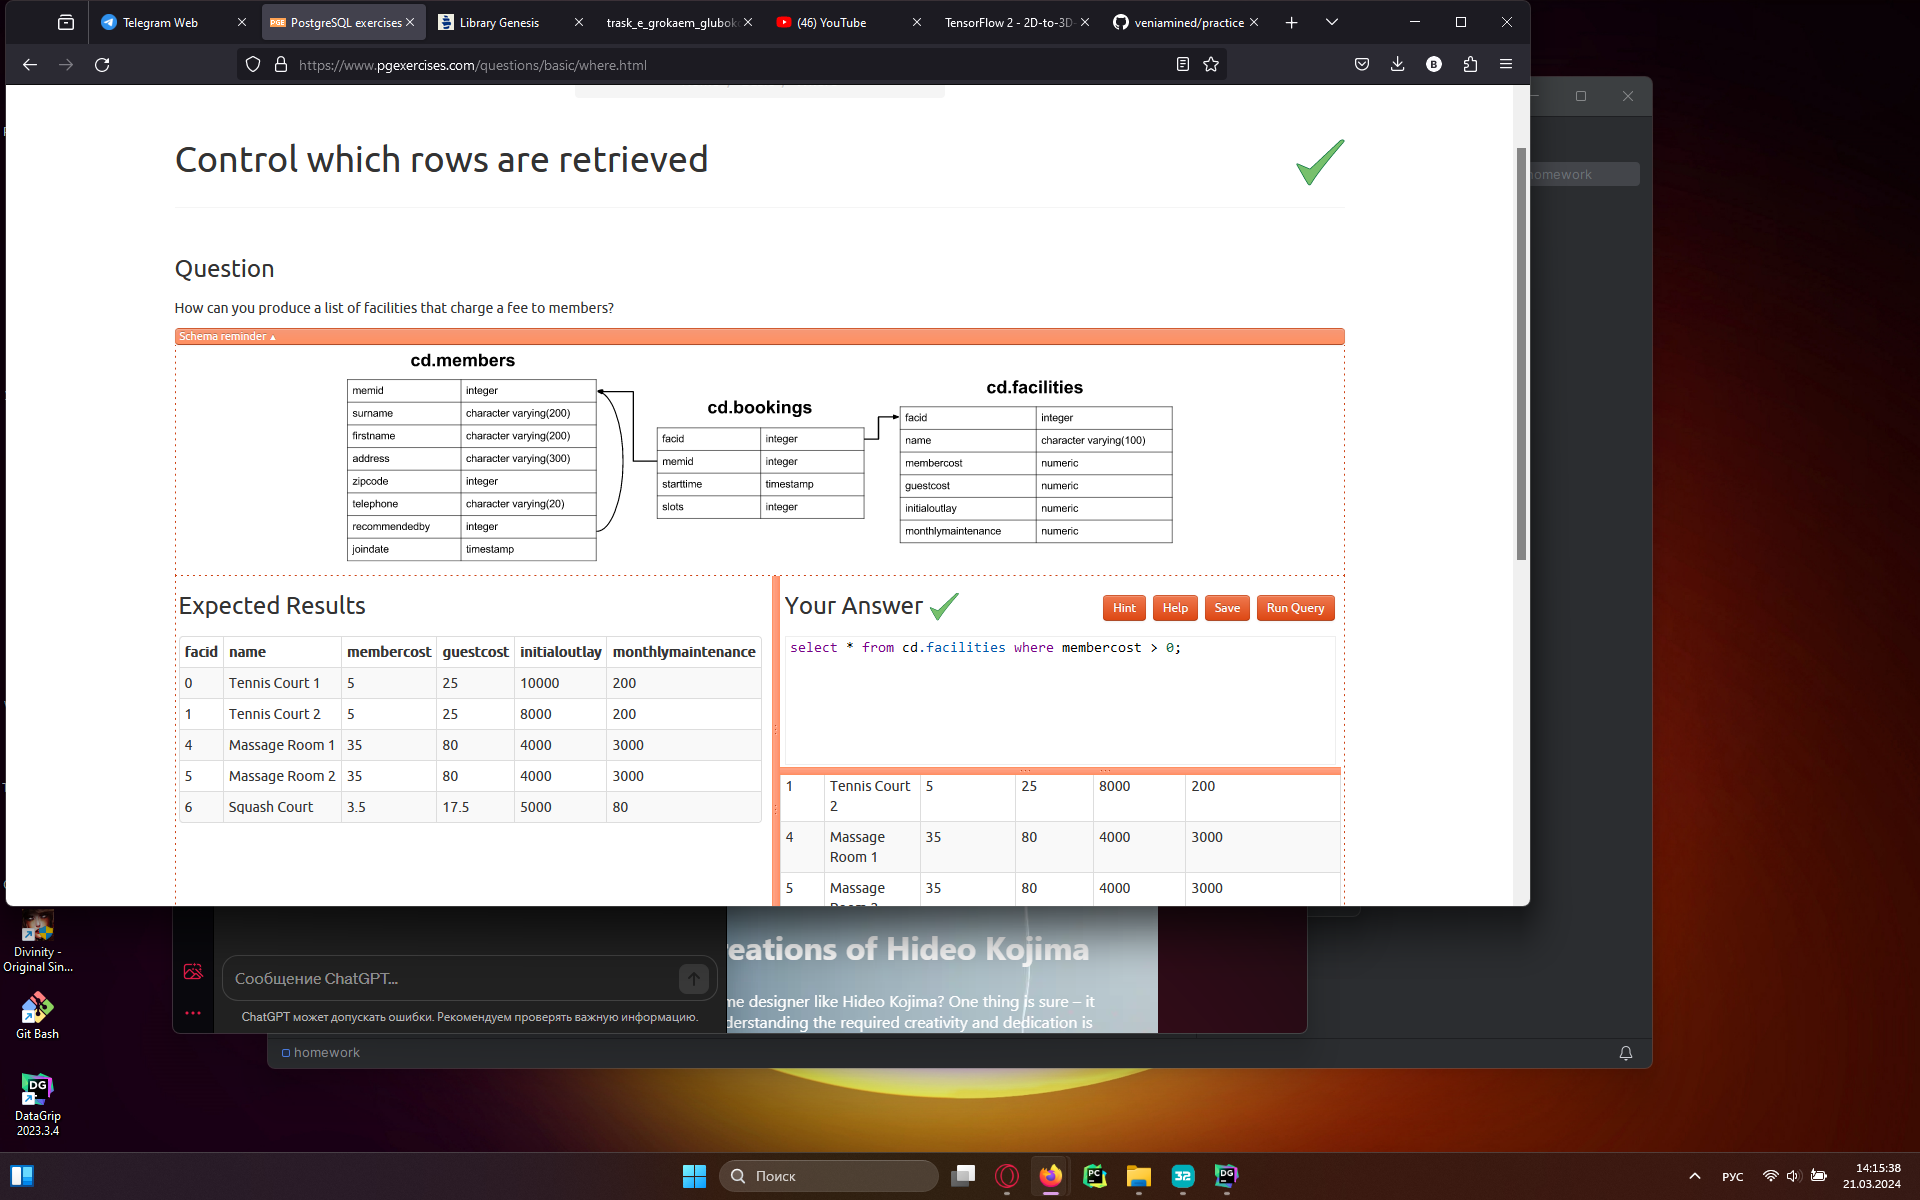 Telegram Web
PostgreSQL exercises
Library Genesis
trask_e_grokaem_gluboko
(46) YouTube
TensorFlow 2 - 2D-to-3D-
veniamined/practice
https://www.pgexercises.com/questions/basic/where.html
B
homework
Control which rows are retrieved
Question
How can you produce a list of facilities that charge a fee to members?
Schema reminder ▲
cd.members
memid integer
surname character varying(200)
firstname character varying(200)
address character varying(300)
zipcode integer
telephone character varying(20)
recommendedby integer
joindate timestamp
cd.bookings
facid integer
memid integer
starttime timestamp
slots integer
cd.facilities
facid integer
name character varying(100)
membercost numeric
guestcost numeric
initialoutlay numeric
monthlymaintenance numeric
Expected Results
facid name membercost guestcost initialoutlay monthlymaintenance
0 Tennis Court 1 5 25 10000 200
1 Tennis Court 2 5 25 8000 200
4 Massage Room 1 35 80 4000 3000
5 Massage Room 2 35 80 4000 3000
6 Squash Court 3.5 17.5 5000 80
Your Answer
Hint Help Save Run Query
select * from cd.facilities where membercost > 0;
1 Tennis Court 5 25 8000 200
2
4 Massage 35 80 4000 3000
Room 1
5 Massage 35 80 4000 3000
eations of Hideo Kojima
me designer like Hideo Kojima? One thing is sure – it
derstanding the required creativity and dedication is
Сообщение ChatGPT...
ChatGPT может допускать ошибки. Рекомендуем проверять важную информацию.
homework
Divinity -
Original Sin...
Git Bash
DG
DataGrip
2023.3.4
Поиск
PC
32
DG
РУС
14:15:38
21.03.2024